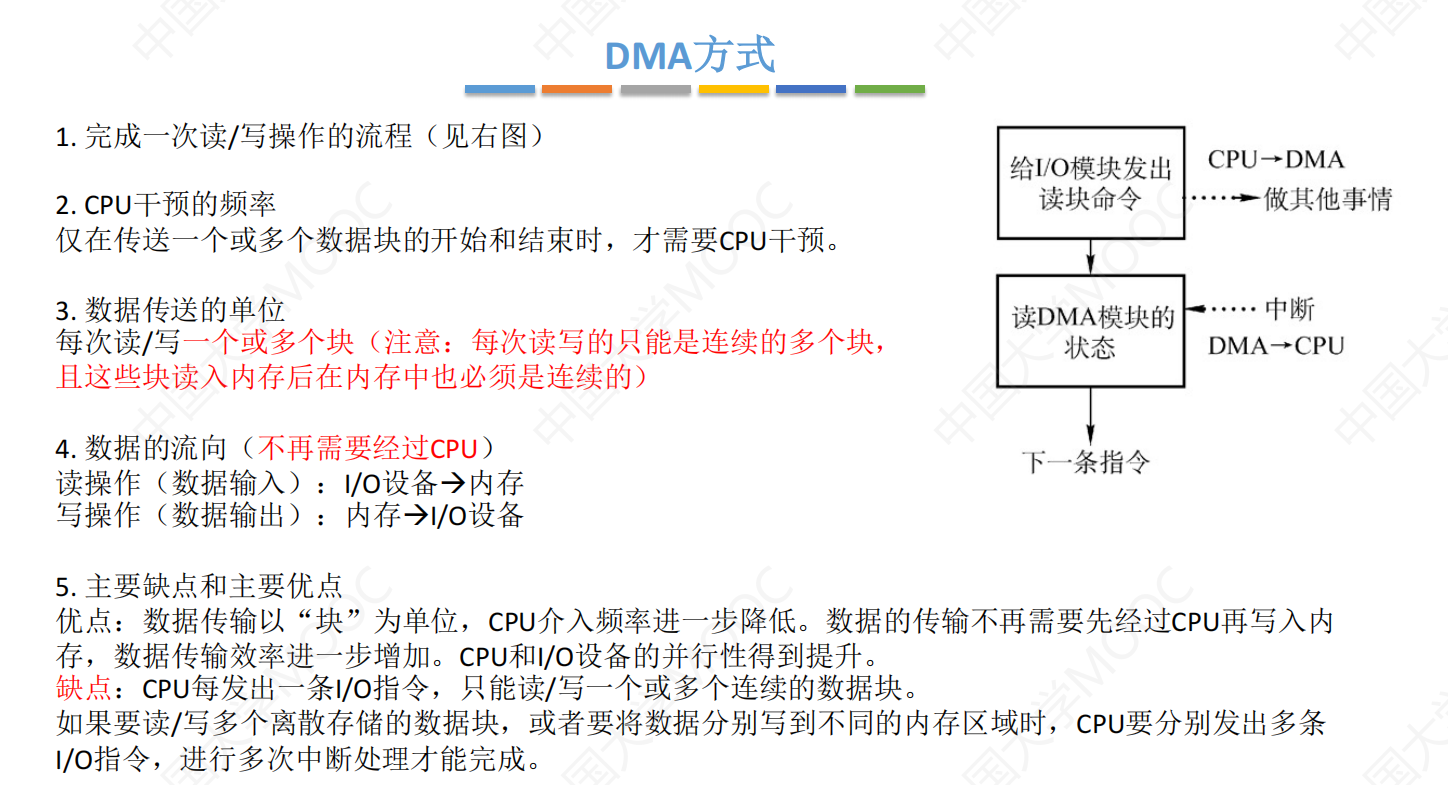 DMA方式
1. 完成一次读/写操作的流程（见右图）
2. CPU干预的频率
仅在传送一个或多个数据块的开始和结束时，才需要CPU干预。
3. 数据传送的单位
每次读/写一个或多个块（注意：每次读写的只能是连续的多个块，
且这些块读入内存后在内存中也必须是连续的）
4. 数据的流向（不再需要经过CPU）
读操作（数据输入）：I/O设备→内存
写操作（数据输出）：内存→I/O设备
5. 主要缺点和主要优点
优点：数据传输以“块”为单位，CPU介入频率进一步降低。数据的传输不再需要先经过CPU再写入内
存，数据传输效率进一步增加。CPU和I/O设备的并行性得到提升。
缺点：CPU每发出一条I/O指令，只能读/写一个或多个连续的数据块。
如果要读/写多个离散存储的数据块，或者要将数据分别写到不同的内存区域时，CPU要分别发出多条
I/O指令，进行多次中断处理才能完成。
给I/O模块发出
读块命令
CPU→DMA
做其他事情
读DMA模块的
状态
中断
DMA→CPU
下一条指令
中国大学MOOC